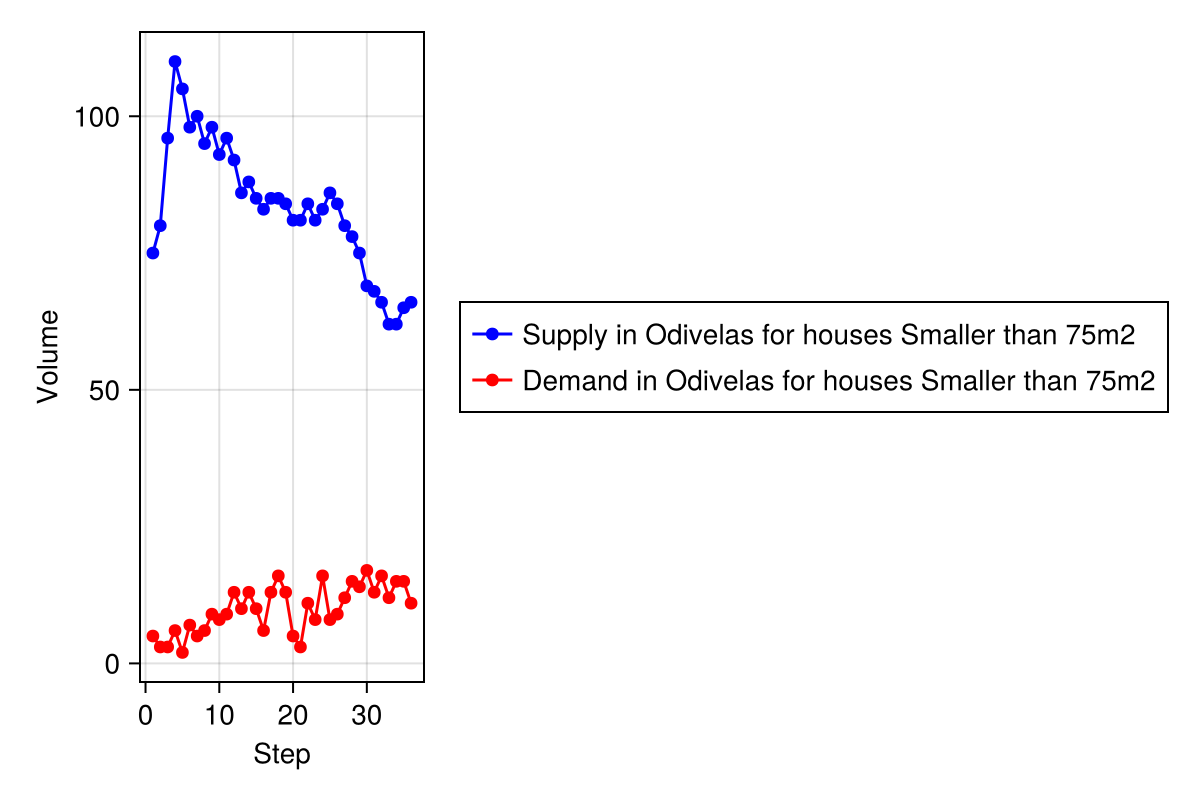 100
50
0
Volume
0 10 20 30
Step
Supply in Odivelas for houses Smaller than 75m2
Demand in Odivelas for houses Smaller than 75m2